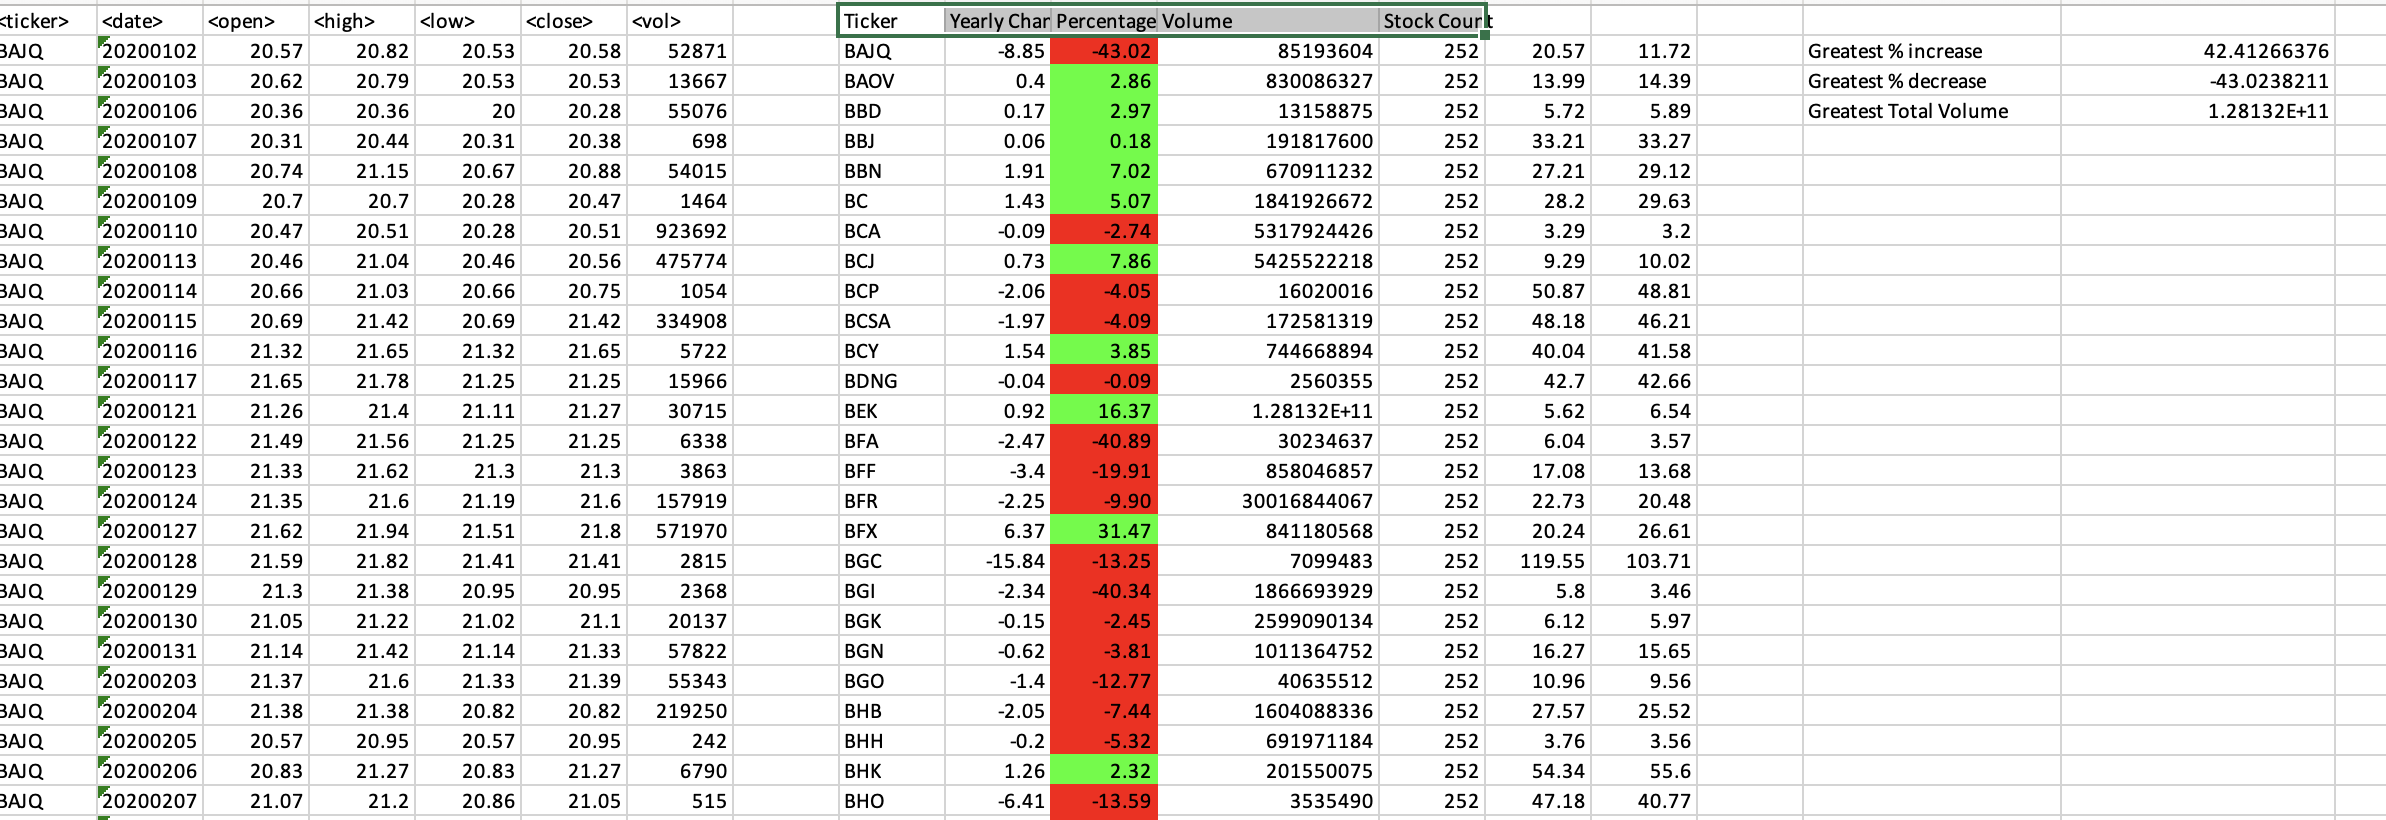 <ticker> <date> <open> <high> <low> <close> <vol> Ticker Yearly Chan Percentage Volume Stock Count
BAJQ 20200102 20.57 20.82 20.53 20.58 52871 BAJQ -8.85 -43.02 85193604 252 20.57 11.72 Greatest % increase 42.41266376
BAJQ 20200103 20.62 20.79 20.53 20.53 13667 BAOV 0.4 2.86 830086327 252 13.99 14.39 Greatest % decrease -43.0238211
BAJQ 20200106 20.36 20.36 20 20.28 55076 BBD 0.17 2.97 13158875 252 5.72 5.89 Greatest Total Volume 1.28132E+11
BAJQ 20200107 20.31 20.44 20.31 20.38 698 BBJ 0.06 0.18 191817600 252 33.21 33.27
BAJQ 20200108 20.74 21.15 20.67 20.88 54015 BBN 1.91 7.02 670911232 252 27.21 29.12
BAJQ 20200109 20.7 20.7 20.28 20.47 1464 BC 1.43 5.07 1841926672 252 28.2 29.63
BAJQ 20200110 20.47 20.51 20.28 20.51 923692 BCA -0.09 -2.74 5317924426 252 3.29 3.2
BAJQ 20200113 20.46 21.04 20.46 20.56 475774 BCJ 0.73 7.86 5425522218 252 9.29 10.02
BAJQ 20200114 20.66 21.03 20.66 20.75 1054 BCP -2.06 -4.05 16020016 252 50.87 48.81
BAJQ 20200115 20.69 21.42 20.69 21.42 334908 BCSA -1.97 -4.09 172581319 252 48.18 46.21
BAJQ 20200116 21.32 21.65 21.32 21.65 5722 BCY 1.54 3.85 744668894 252 40.04 41.58
BAJQ 20200117 21.65 21.78 21.25 21.25 15966 BDNG -0.04 -0.09 2560355 252 42.7 42.66
BAJQ 20200121 21.26 21.4 21.11 21.27 30715 BEK 0.92 16.37 1.28132E+11 252 5.62 6.54
BAJQ 20200122 21.49 21.56 21.25 21.25 6338 BFA -2.47 -40.89 30234637 252 6.04 3.57
BAJQ 20200123 21.33 21.62 21.3 21.3 3863 BFF -3.4 -19.91 858046857 252 17.08 13.68
BAJQ 20200124 21.35 21.6 21.19 21.6 157919 BFR -2.25 -9.90 30016844067 252 22.73 20.48
BAJQ 20200127 21.62 21.94 21.51 21.8 571970 BFX 6.37 31.47 841180568 252 20.24 26.61
BAJQ 20200128 21.59 21.82 21.41 21.41 2815 BGC -15.84 -13.25 7099483 252 119.55 103.71
BAJQ 20200129 21.3 21.38 20.95 20.95 2368 BGI -2.34 -40.34 1866693929 252 5.8 3.46
BAJQ 20200130 21.05 21.22 21.02 21.1 20137 BGK -0.15 -2.45 2599090134 252 6.12 5.97
BAJQ 20200131 21.14 21.42 21.14 21.33 57822 BGN -0.62 -3.81 1011364752 252 16.27 15.65
BAJQ 20200203 21.37 21.6 21.33 21.39 55343 BGO -1.4 -12.77 40635512 252 10.96 9.56
BAJQ 20200204 21.38 21.38 20.82 20.82 219250 BHB -2.05 -7.44 1604088336 252 27.57 25.52
BAJQ 20200205 20.57 20.95 20.57 20.95 242 BHH -0.2 -5.32 691971184 252 3.76 3.56
BAJQ 20200206 20.83 21.27 20.83 21.27 6790 BHK 1.26 2.32 201550075 252 54.34 55.6
BAJQ 20200207 21.07 21.2 20.86 21.05 515 BHO -6.41 -13.59 3535490 252 47.18 40.77